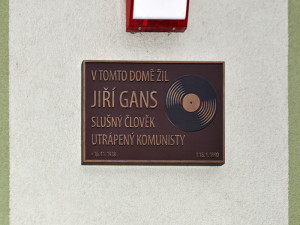 V TOMTO DOMĚ ŽIL
JIŘÍ GANS
SLUŠNÝ ČLOVĚK
UTRÁPENÝ KOMUNISTY